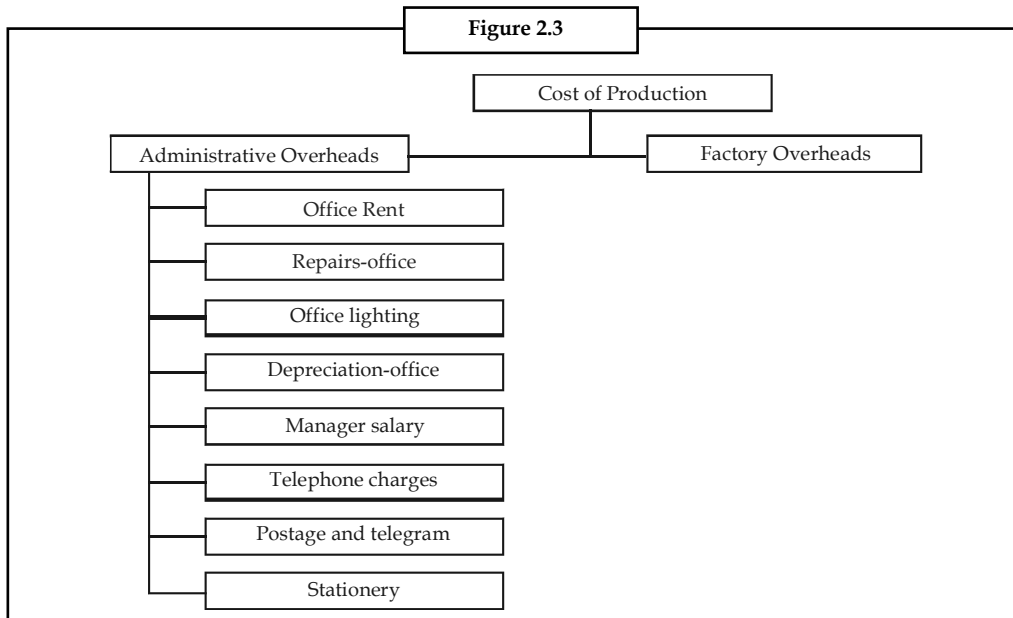 Figure 2.3
Cost of Production
Administrative Overheads
Factory Overheads
Office Rent
Repairs-office
Office lighting
Depreciation-office
Manager salary
Telephone charges
Postage and telegram
Stationery